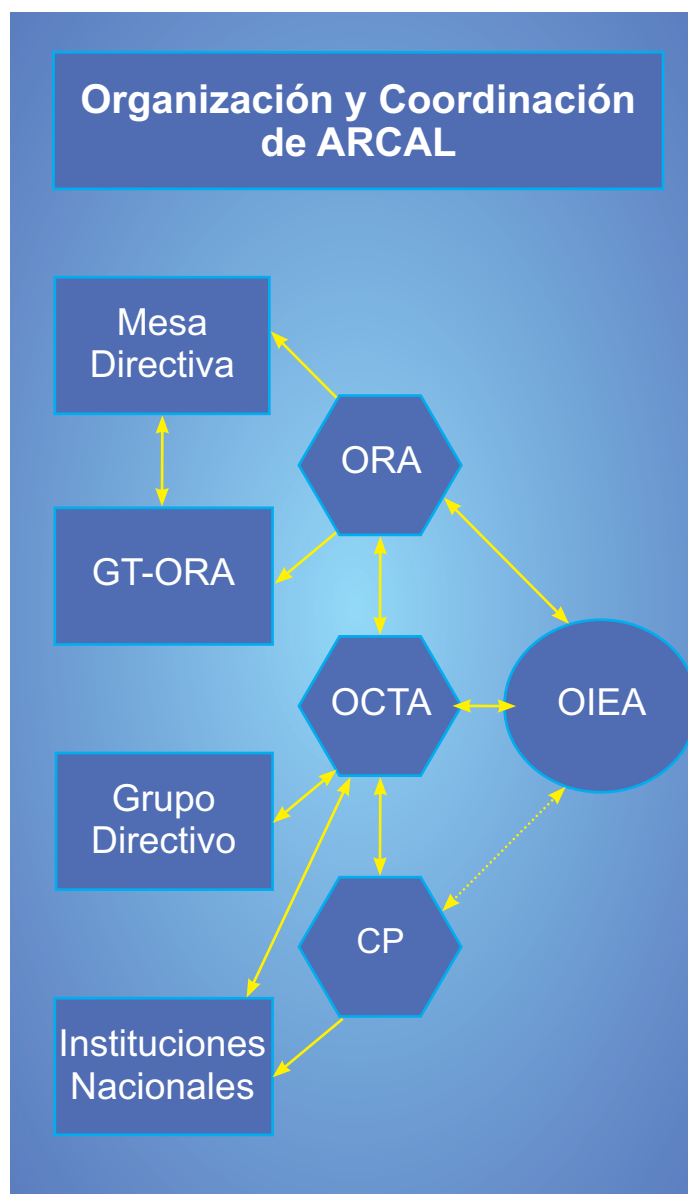 Organización y Coordinación
de ARCAL
Mesa
Directiva
ORA
GT-ORA
OCTA
OIEA
Grupo
Directivo
CP
Instituciones
Nacionales